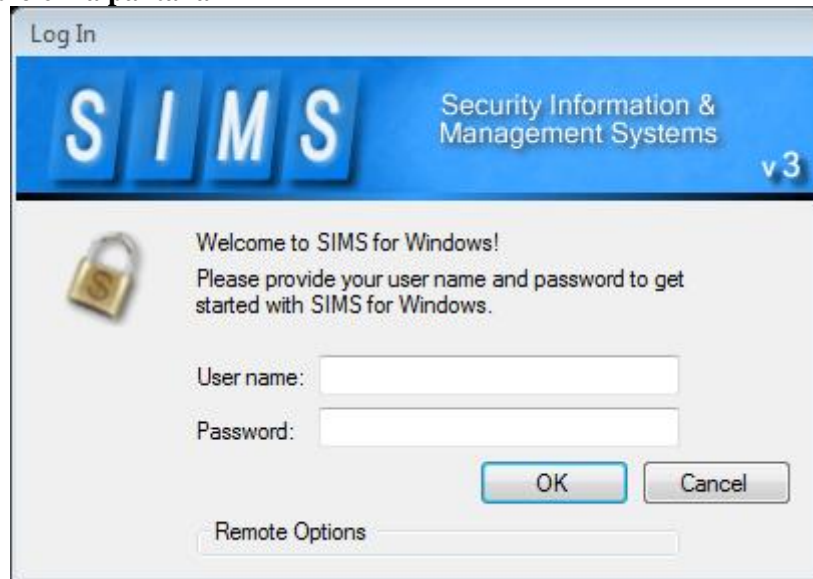 Log In
S I M S
Security Information &
Management Systems
v 3
S
Welcome to SIMS for Windows!
Please provide your user name and password to get
started with SIMS for Windows.
User name:
Password:
OK Cancel
Remote Options